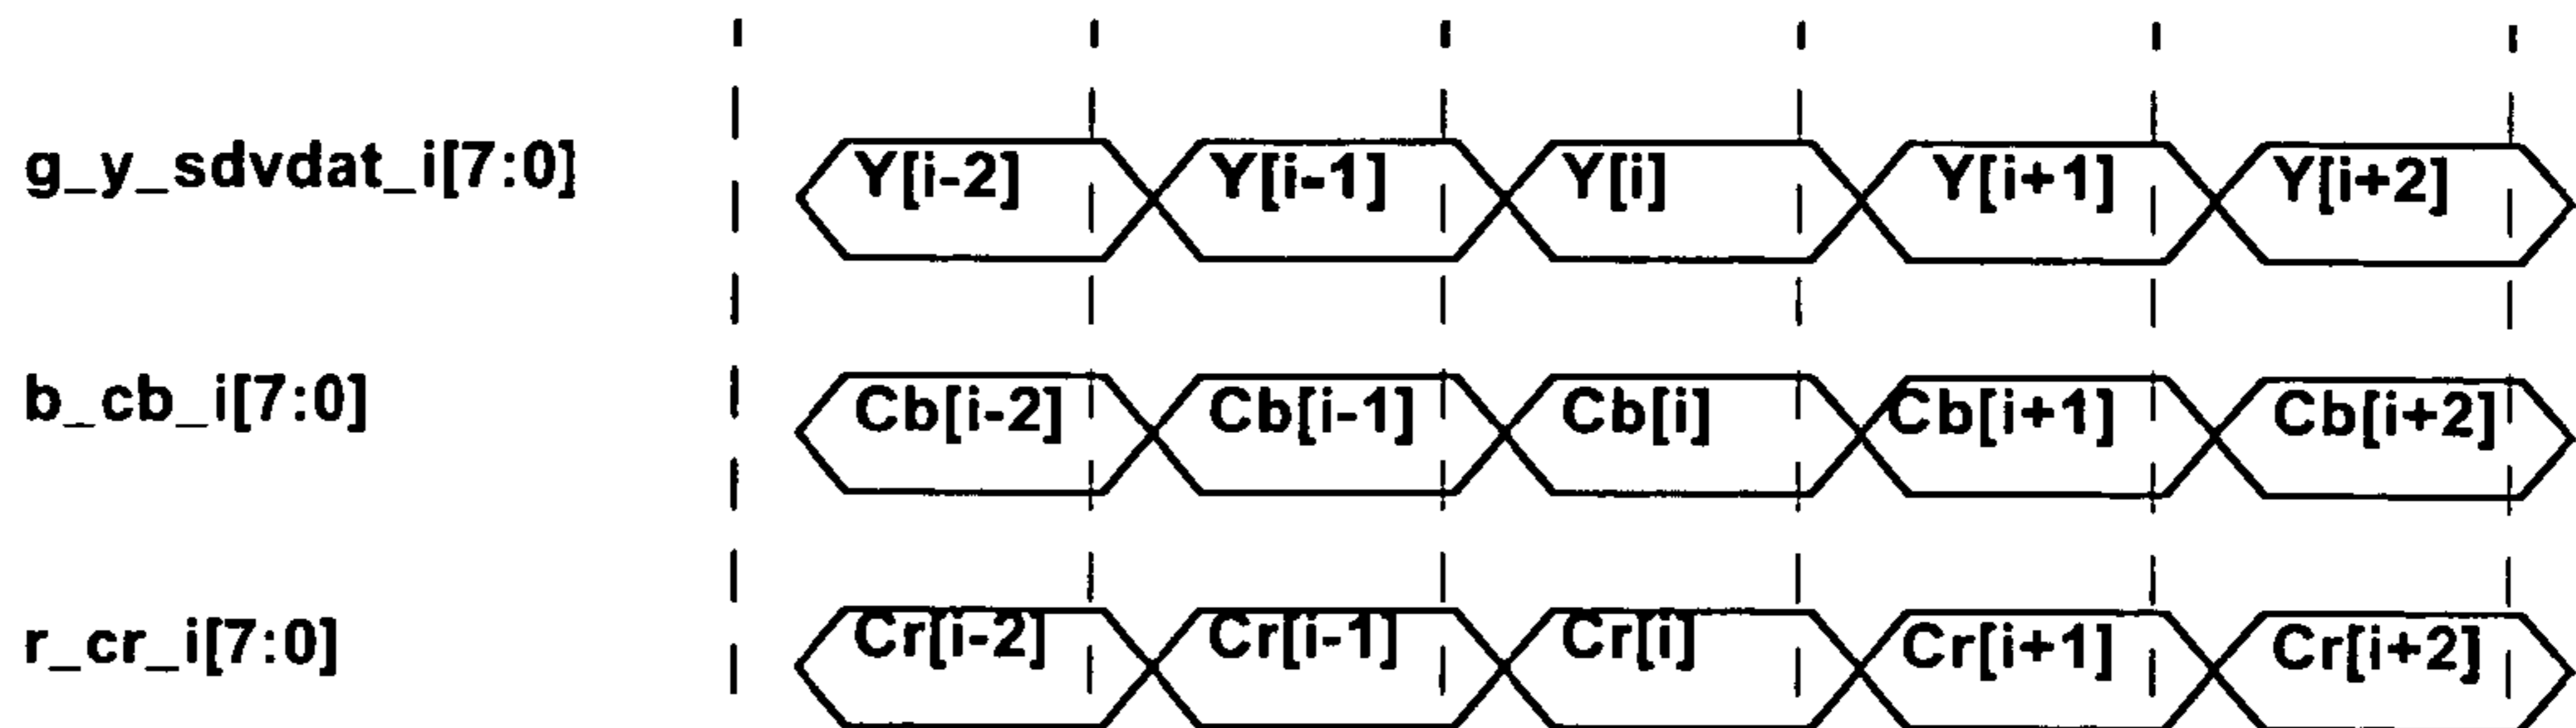 g_y_sdvdat_i[7:0] Y[i-2] Y[i-1] Y[i] Y[i+1] Y[i+2]
b_cb_i[7:0] Cb[i-2] Cb[i-1] Cb[i] Cb[i+1] Cb[i+2]
r_cr_i[7:0] Cr[i-2] Cr[i-1] Cr[i] Cr[i+1] Cr[i+2]